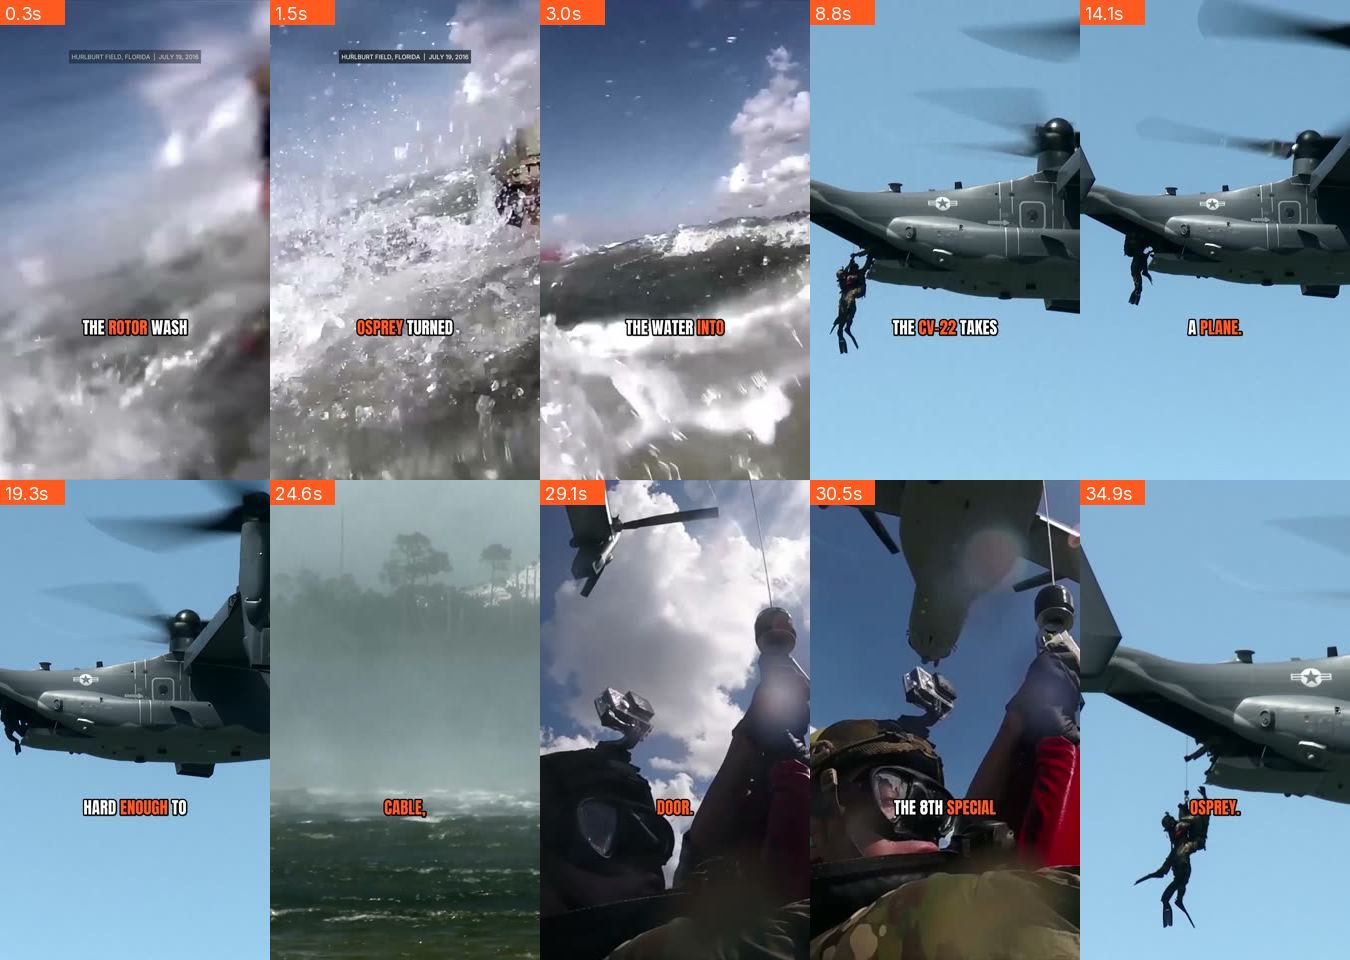 0.3s
HURLBURT FIELD, FLORIDA | JULY 19, 2016
THE ROTOR WASH
1.5s
HURLBURT FIELD, FLORIDA | JULY 19, 2016
OSPREY TURNED
3.0s
THE WATER INTO
8.8s
THE CV-22 TAKES
14.1s
A PLANE.
19.3s
HARD ENOUGH TO
24.6s
CABLE,
29.1s
DOOR.
30.5s
THE 8TH SPECIAL
34.9s
OSPREY.